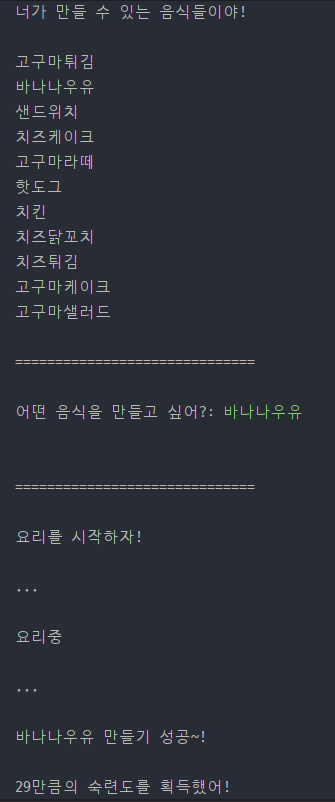 너가 만들 수 있는 음식들이야!
고구마튀김
바나나우유
샌드위치
치즈케이크
고구마라떼
핫도그
치킨
치즈닭꼬치
치즈튀김
고구마케이크
고구마샐러드
==============================
어떤 음식을 만들고 싶어?: 바나나우유
==============================
요리를 시작하자!
...
요리중
...
바나나우유 만들기 성공~!
29만큼의 숙련도를 획득했어!